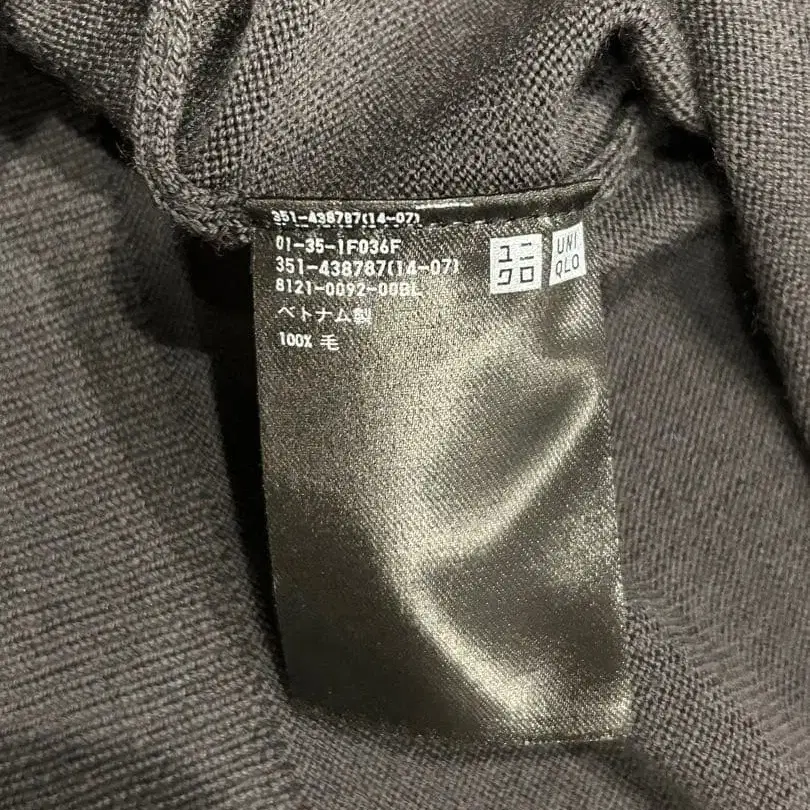 351-438787(14-07)
01-35-1F036F
351-438787(14-07)
8121-0092-00BL
ベトナム製
100% 毛
ユニ
クロ
UNI
QLO